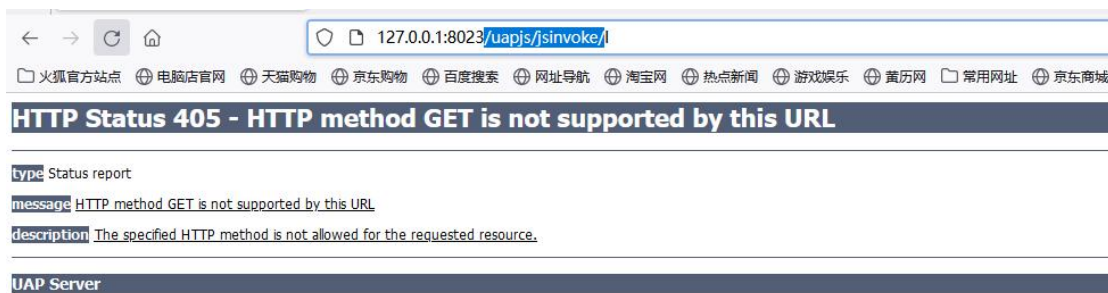 127.0.0.1:8023/uapjs/jsinvoke/l
火狐官方站点 电脑店官网 天猫购物 京东购物 百度搜索 网址导航 淘宝网 热点新闻 游戏娱乐 黄历网 常用网址 京东商城
HTTP Status 405 - HTTP method GET is not supported by this URL
type Status report
message HTTP method GET is not supported by this URL
description The specified HTTP method is not allowed for the requested resource.
UAP Server